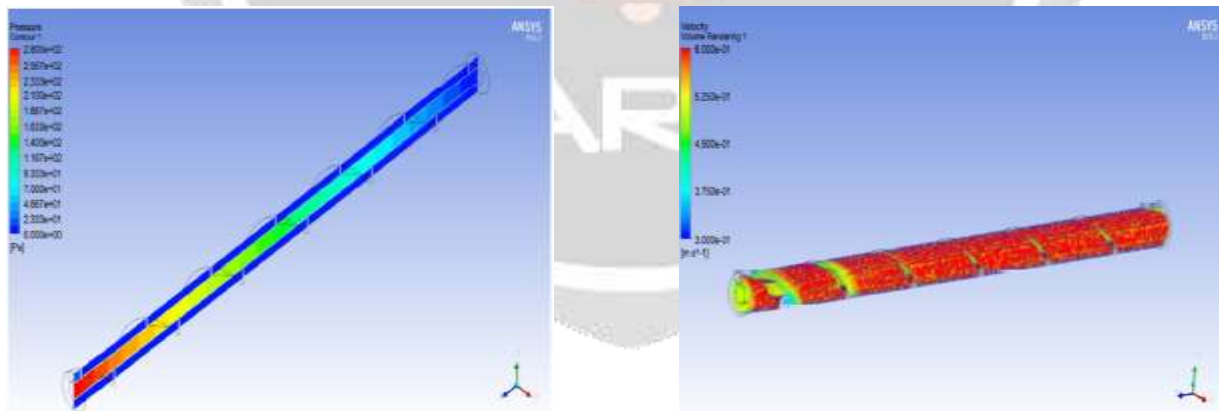 Pressure
Contour 1
ANSYS
2.800e+02
2.567e+02
2.333e+02
2.100e+02
1.867e+02
1.633e+02
1.400e+02
1.167e+02
9.333e+01
7.000e+01
4.667e+01
2.333e+01
0.000e+00
[Pa]
AR
Velocity
Volume Rendering 1
ANSYS
6.000e-01
5.250e-01
4.500e-01
3.750e-01
3.000e-01
[m s^-1]